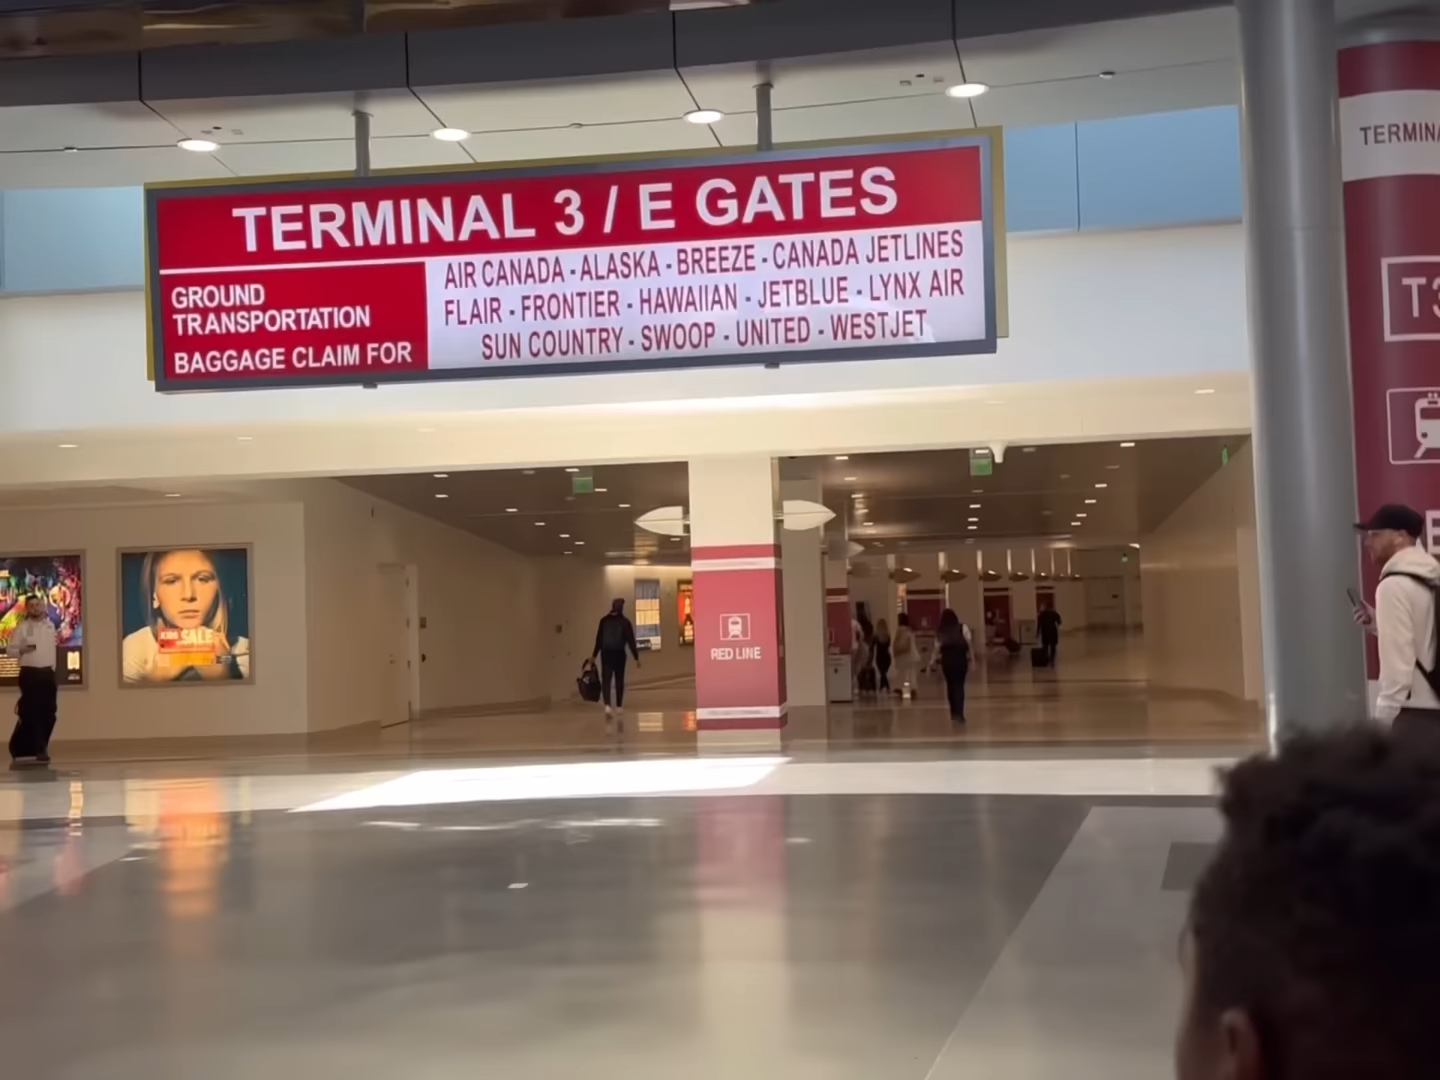 TERMINAL 3 / E GATES
GROUND
TRANSPORTATION
BAGGAGE CLAIM FOR
AIR CANADA - ALASKA - BREEZE - CANADA JETLINES
FLAIR - FRONTIER - HAWAIIAN - JETBLUE - LYNX AIR
SUN COUNTRY - SWOOP - UNITED - WESTJET
TERMINA
T3
E
RED LINE
KIDS SALE